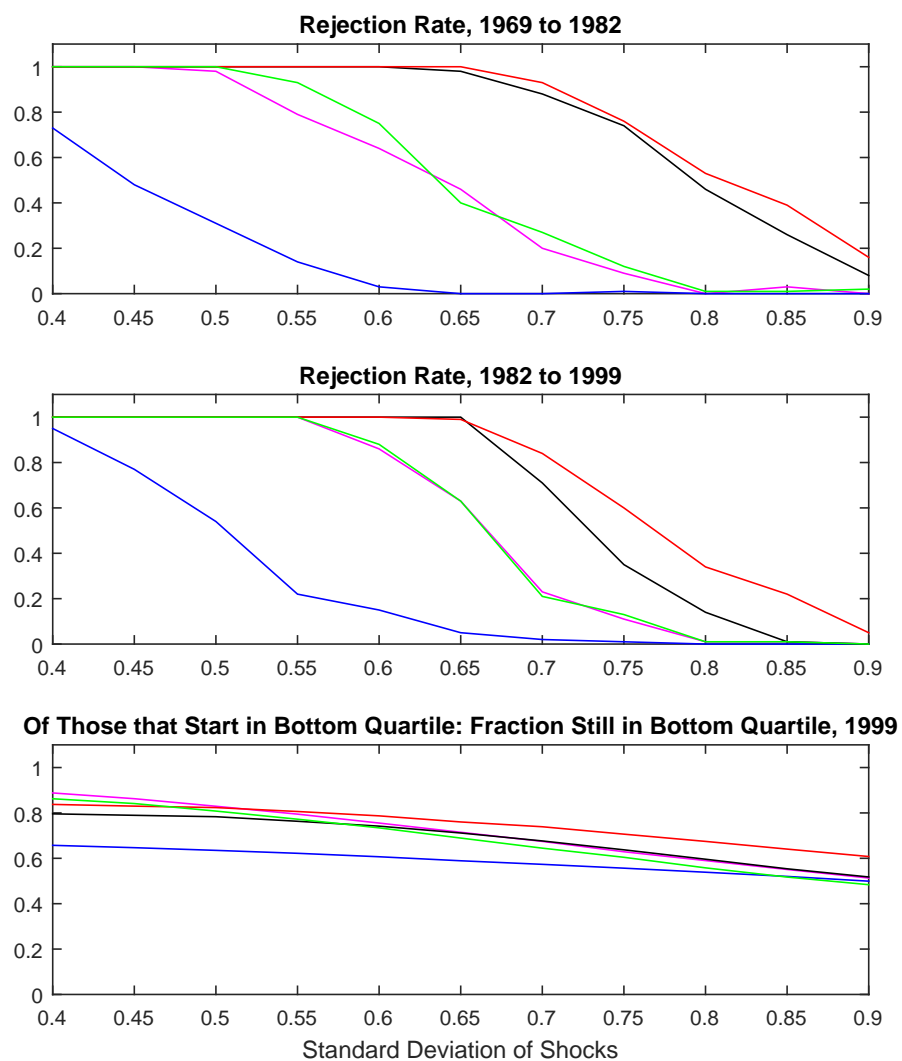 Rejection Rate, 1969 to 1982
1
0.8
0.6
0.4
0.2
0
0.4 0.45 0.5 0.55 0.6 0.65 0.7 0.75 0.8 0.85 0.9
Rejection Rate, 1982 to 1999
1
0.8
0.6
0.4
0.2
0
0.4 0.45 0.5 0.55 0.6 0.65 0.7 0.75 0.8 0.85 0.9
Of Those that Start in Bottom Quartile: Fraction Still in Bottom Quartile, 1999
1
0.8
0.6
0.4
0.2
0
0.4 0.45 0.5 0.55 0.6 0.65 0.7 0.75 0.8 0.85 0.9
Standard Deviation of Shocks